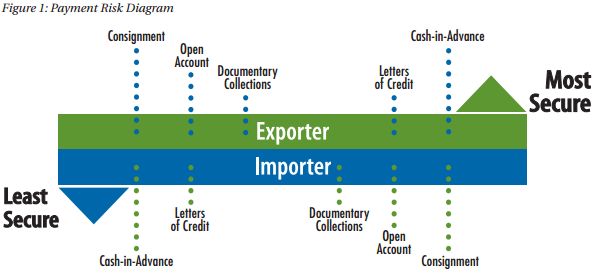 Figure 1: Payment Risk Diagram
Consignment
Open
Account
Documentary
Collections
Letters
of Credit
Cash-in-Advance
Most
Secure
Exporter
Importer
Least
Secure
Cash-in-Advance
Letters
of Credit
Documentary
Collections
Open
Account
Consignment